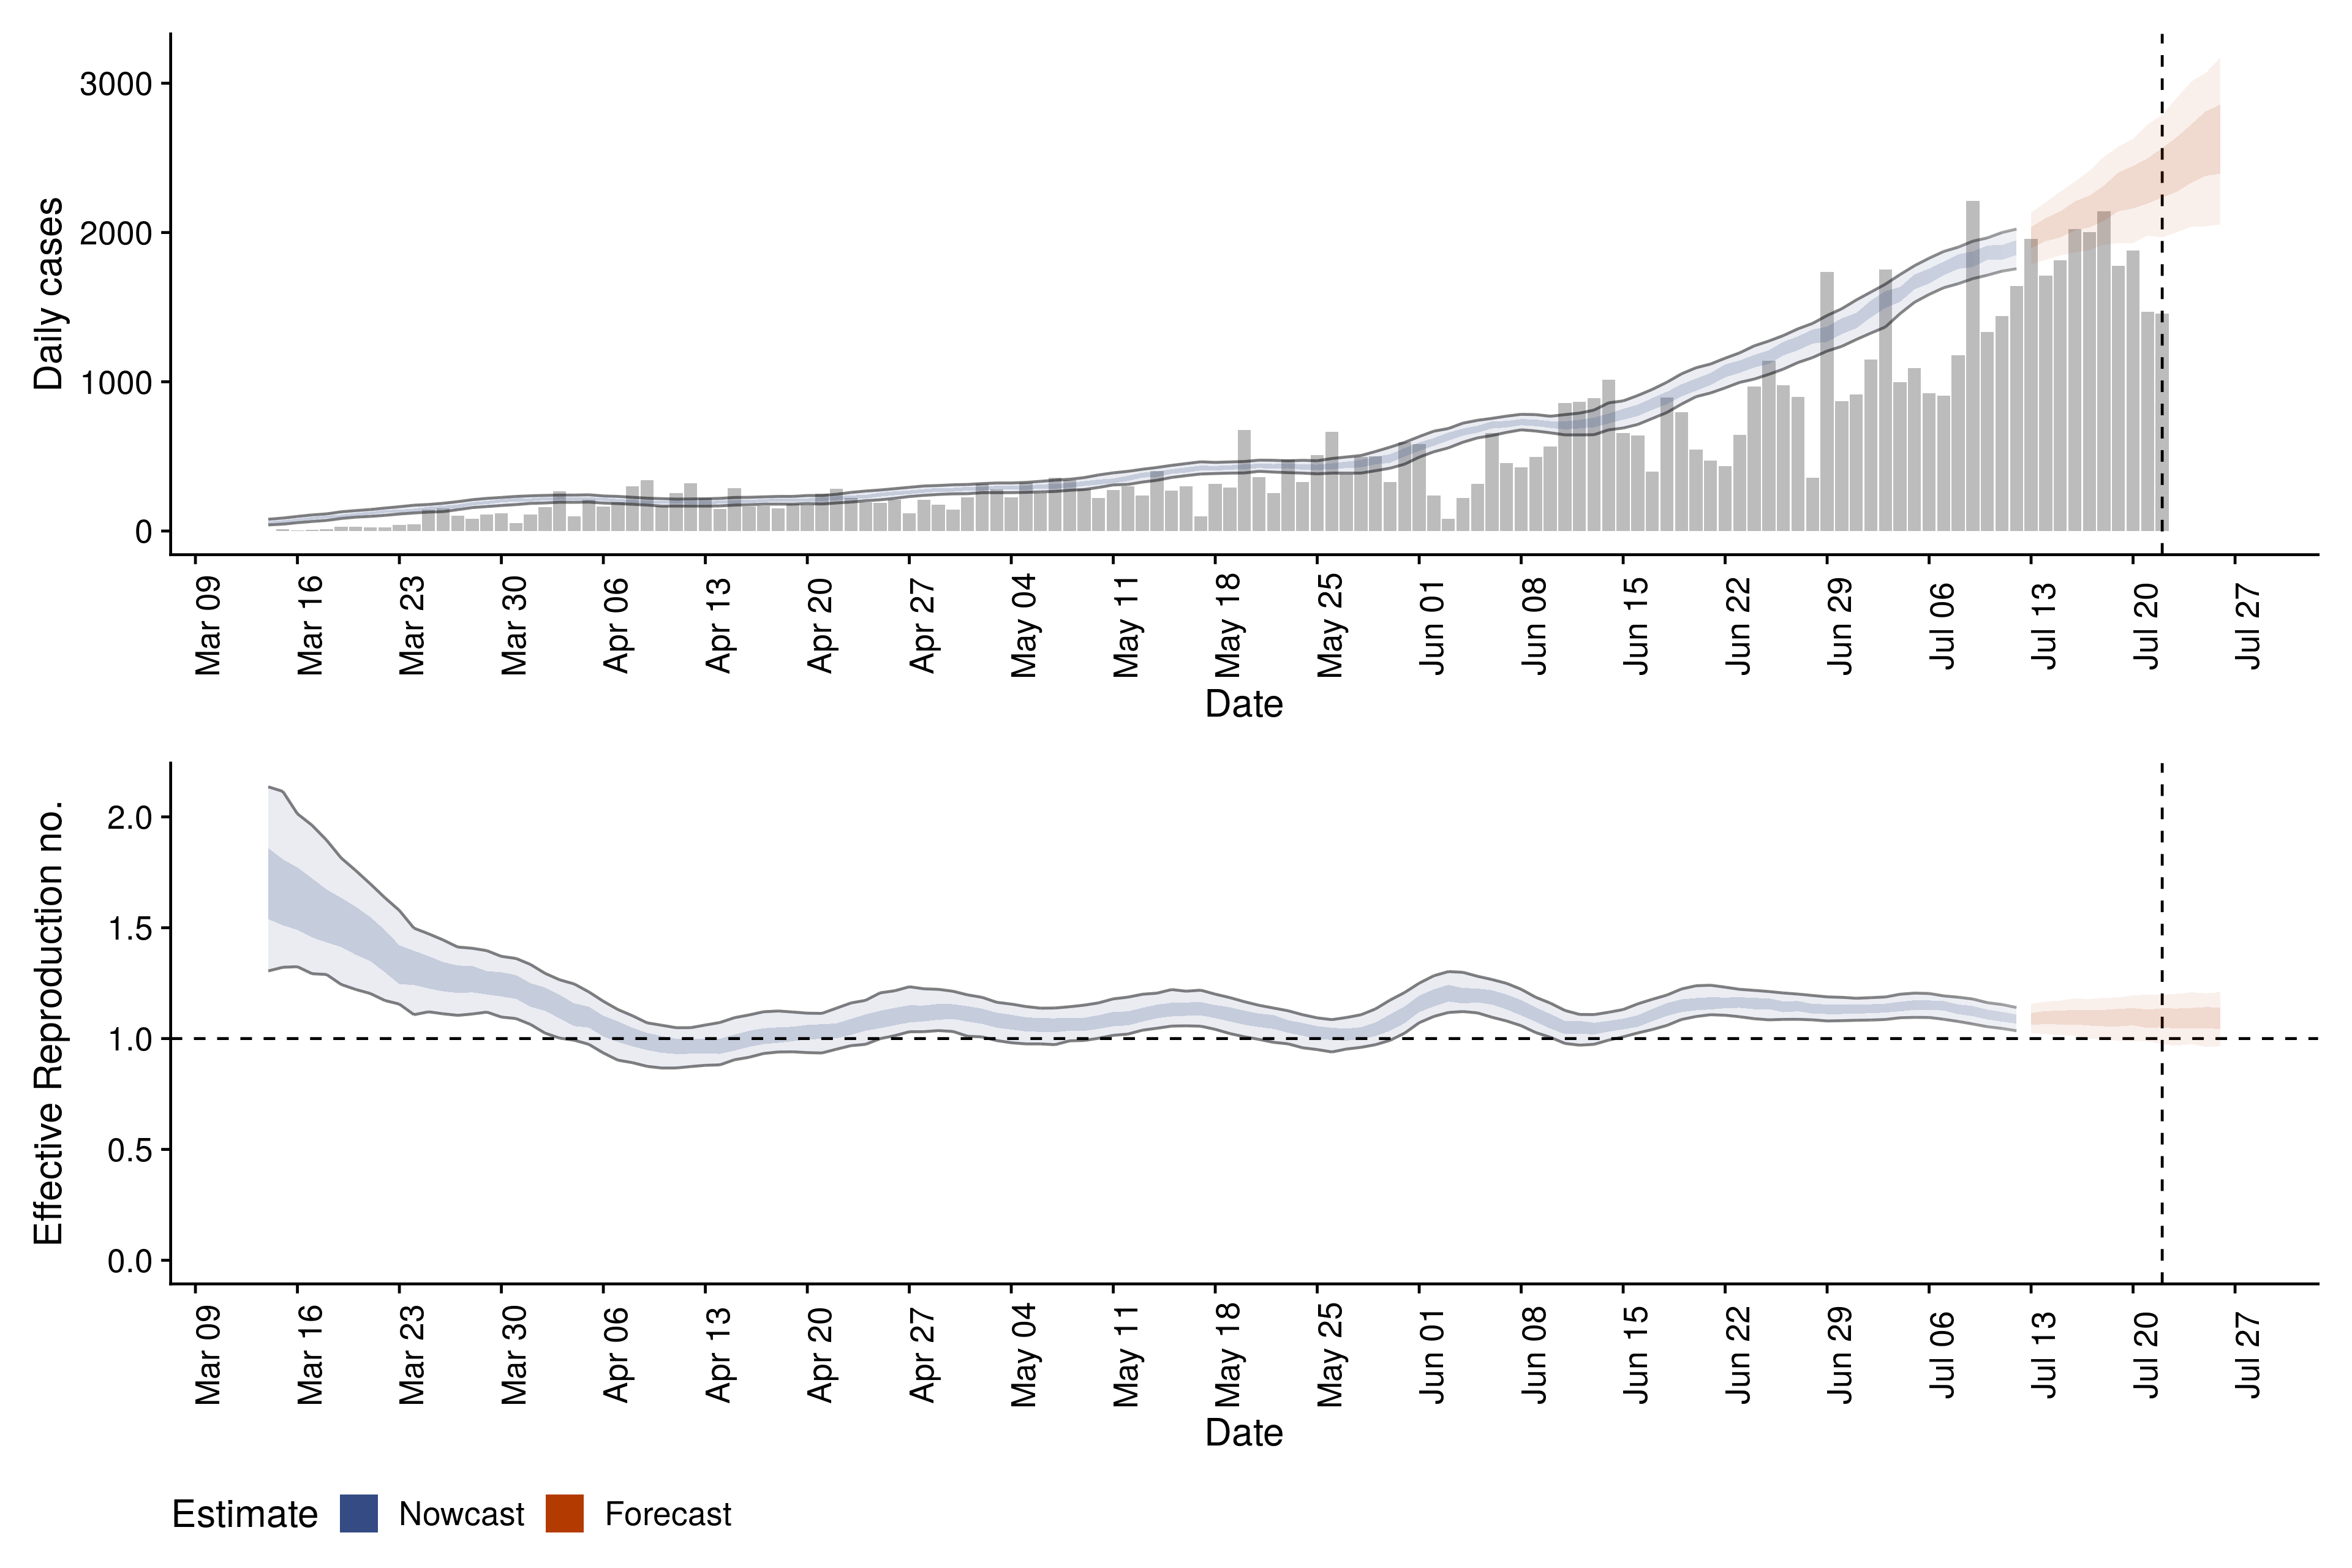 Daily cases
3000
2000
1000
0
Mar 09
Mar 16
Mar 23
Mar 30
Apr 06
Apr 13
Apr 20
Apr 27
May 04
May 11
May 18
May 25
Jun 01
Jun 08
Jun 15
Jun 22
Jun 29
Jul 06
Jul 13
Jul 20
Jul 27
Date
Effective Reproduction no.
2.0
1.5
1.0
0.5
0.0
Mar 09
Mar 16
Mar 23
Mar 30
Apr 06
Apr 13
Apr 20
Apr 27
May 04
May 11
May 18
May 25
Jun 01
Jun 08
Jun 15
Jun 22
Jun 29
Jul 06
Jul 13
Jul 20
Jul 27
Date
Estimate Nowcast Forecast